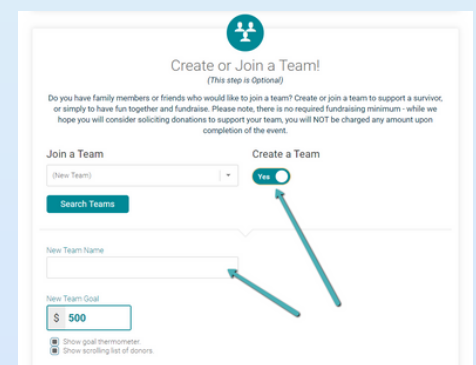 Create or Join a Team!
(This step is Optional)
Do you have family members or friends who would like to join a team? Create or join a team to support a survivor,
or simply to have fun together and fundraise. Please note, there is no required fundraising minimum - while we
hope you will consider soliciting donations to support your team, you will NOT be charged any amount upon
completion of the event.
Join a Team
Create a Team
(New Team)
Yes
Search Teams
New Team Name
New Team Goal
$ 500
Show goal thermometer.
Show scrolling list of donors.